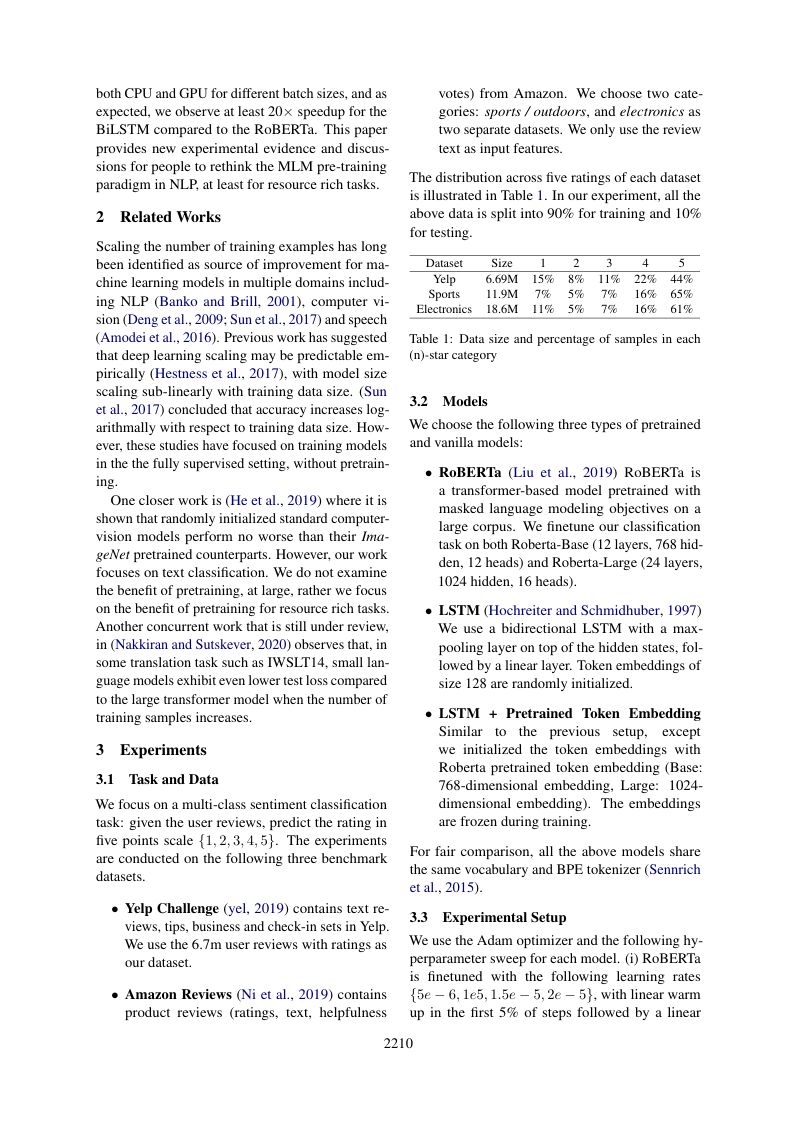 both CPU and GPU for different batch sizes, and as
expected, we observe at least 20× speedup for the
BiLSTM compared to the RoBERTa. This paper
provides new experimental evidence and discus-
sions for people to rethink the MLM pre-training
paradigm in NLP, at least for resource rich tasks.
2 Related Works
Scaling the number of training examples has long
been identified as source of improvement for ma-
chine learning models in multiple domains includ-
ing NLP (Banko and Brill, 2001), computer vi-
sion (Deng et al., 2009; Sun et al., 2017) and speech
(Amodei et al., 2016). Previous work has suggested
that deep learning scaling may be predictable em-
pirically (Hestness et al., 2017), with model size
scaling sub-linearly with training data size. (Sun
et al., 2017) concluded that accuracy increases log-
arithmally with respect to training data size. How-
ever, these studies have focused on training models
in the the fully supervised setting, without pretrain-
ing.
One closer work is (He et al., 2019) where it is
shown that randomly initialized standard computer-
vision models perform no worse than their Ima-
geNet pretrained counterparts. However, our work
focuses on text classification. We do not examine
the benefit of pretraining, at large, rather we focus
on the benefit of pretraining for resource rich tasks.
Another concurrent work that is still under review,
in (Nakkiran and Sutskever, 2020) observes that, in
some translation task such as IWSLT14, small lan-
guage models exhibit even lower test loss compared
to the large transformer model when the number of
training samples increases.
3 Experiments
3.1 Task and Data
We focus on a multi-class sentiment classification
task: given the user reviews, predict the rating in
five points scale {1, 2, 3, 4, 5}. The experiments
are conducted on the following three benchmark
datasets.
• Yelp Challenge (yel, 2019) contains text re-
views, tips, business and check-in sets in Yelp.
We use the 6.7m user reviews with ratings as
our dataset.
• Amazon Reviews (Ni et al., 2019) contains
product reviews (ratings, text, helpfulness
votes) from Amazon. We choose two cate-
gories: sports / outdoors, and electronics as
two separate datasets. We only use the review
text as input features.
The distribution across five ratings of each dataset
is illustrated in Table 1. In our experiment, all the
above data is split into 90% for training and 10%
for testing.
Dataset Size 1 2 3 4 5
Yelp 6.69M 15% 8% 11% 22% 44%
Sports 11.9M 7% 5% 7% 16% 65%
Electronics 18.6M 11% 5% 7% 16% 61%
Table 1: Data size and percentage of samples in each
(n)-star category
3.2 Models
We choose the following three types of pretrained
and vanilla models:
• RoBERTa (Liu et al., 2019) RoBERTa is
a transformer-based model pretrained with
masked language modeling objectives on a
large corpus. We finetune our classification
task on both Roberta-Base (12 layers, 768 hid-
den, 12 heads) and Roberta-Large (24 layers,
1024 hidden, 16 heads).
• LSTM (Hochreiter and Schmidhuber, 1997)
We use a bidirectional LSTM with a max-
pooling layer on top of the hidden states, fol-
lowed by a linear layer. Token embeddings of
size 128 are randomly initialized.
• LSTM + Pretrained Token Embedding
Similar to the previous setup, except
we initialized the token embeddings with
Roberta pretrained token embedding (Base:
768-dimensional embedding, Large: 1024-
dimensional embedding). The embeddings
are frozen during training.
For fair comparison, all the above models share
the same vocabulary and BPE tokenizer (Sennrich
et al., 2015).
3.3 Experimental Setup
We use the Adam optimizer and the following hy-
perparameter sweep for each model. (i) RoBERTa
is finetuned with the following learning rates
{5e − 6, 1e5, 1.5e − 5, 2e − 5}, with linear warm
up in the first 5% of steps followed by a linear
2210